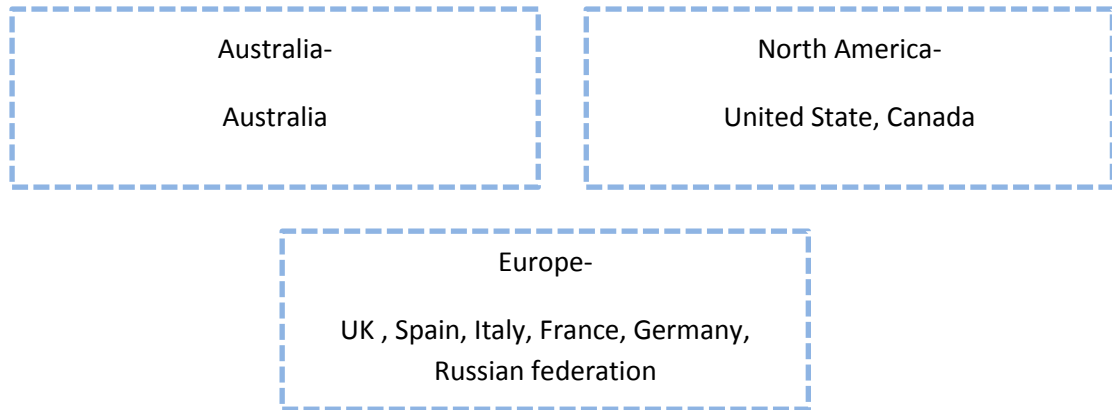 Australia-
Australia
North America-
United State, Canada
Europe-
UK , Spain, Italy, France, Germany,
Russian federation